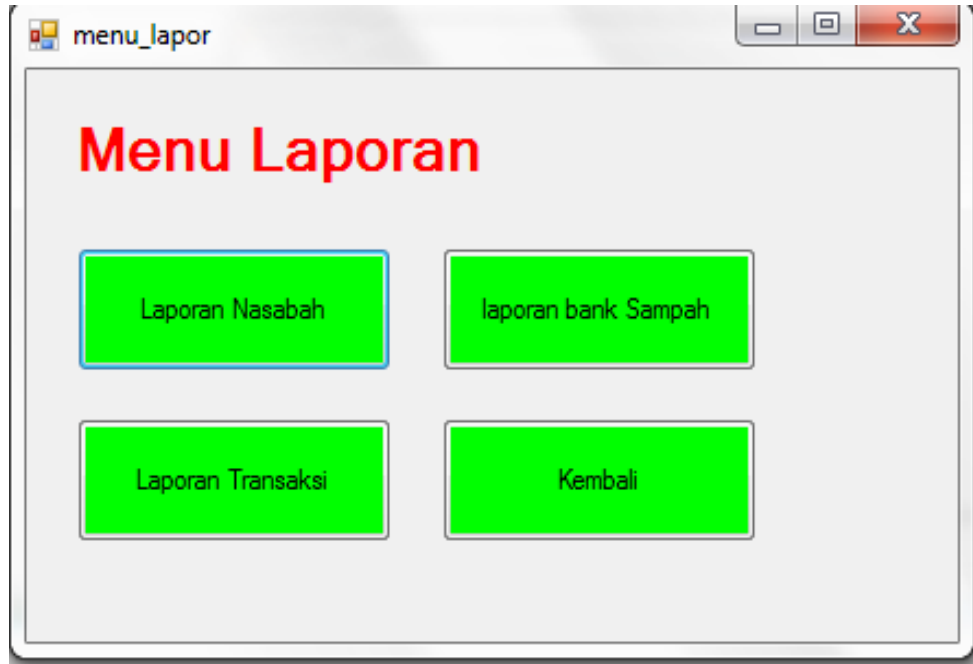 menu_lapor
Menu Laporan
Laporan Nasabah
laporan bank Sampah
Laporan Transaksi
Kembali